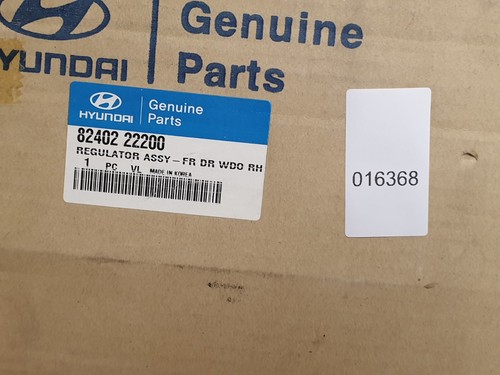 HYUNDAI
Genuine
Parts
HYUNDAI
Genuine
Parts
82402 22200
REGULATOR ASSY-FR DR WDO RH
1 PC VL MADE IN KOREA
016368